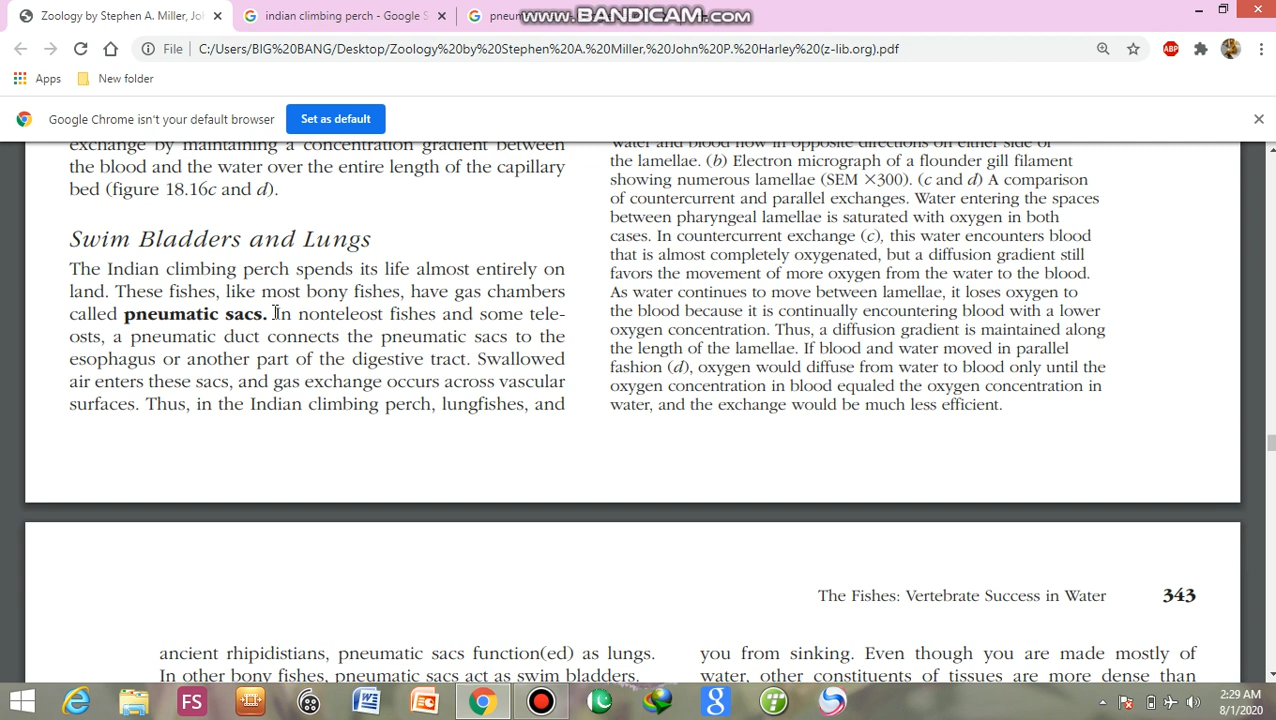 Zoology by Stephen A. Miller, Jol
indian climbing perch - Google S
pneun
www.BANDICAM.com
File
C:/Users/BIG%20BANG/Desktop/Zoology%20by%20Stephen%20A.%20Miller,%20John%20P.%20Harley%20(z-lib.org).pdf
ABP
Apps
New folder
Google Chrome isn't your default browser
Set as default
exchange by maintaining a concentration gradient between
the blood and the water over the entire length of the capillary
bed (figure 18.16c and d).
Swim Bladders and Lungs
The Indian climbing perch spends its life almost entirely on
land. These fishes, like most bony fishes, have gas chambers
called pneumatic sacs. In nonteleost fishes and some tele-
osts, a pneumatic duct connects the pneumatic sacs to the
esophagus or another part of the digestive tract. Swallowed
air enters these sacs, and gas exchange occurs across vascular
surfaces. Thus, in the Indian climbing perch, lungfishes, and
water and blood flow in opposite directions on either side of
the lamellae. (b) Electron micrograph of a flounder gill filament
showing numerous lamellae (SEM ×300). (c and d) A comparison
of countercurrent and parallel exchanges. Water entering the spaces
between pharyngeal lamellae is saturated with oxygen in both
cases. In countercurrent exchange (c), this water encounters blood
that is almost completely oxygenated, but a diffusion gradient still
favors the movement of more oxygen from the water to the blood.
As water continues to move between lamellae, it loses oxygen to
the blood because it is continually encountering blood with a lower
oxygen concentration. Thus, a diffusion gradient is maintained along
the length of the lamellae. If blood and water moved in parallel
fashion (d), oxygen would diffuse from water to blood only until the
oxygen concentration in blood equaled the oxygen concentration in
water, and the exchange would be much less efficient.
The Fishes: Vertebrate Success in Water 343
ancient rhipidistians, pneumatic sacs function(ed) as lungs.
In other bony fishes, pneumatic sacs act as swim bladders.
you from sinking. Even though you are made mostly of
water, other constituents of tissues are more dense than
FS
2:29 AM
8/1/2020